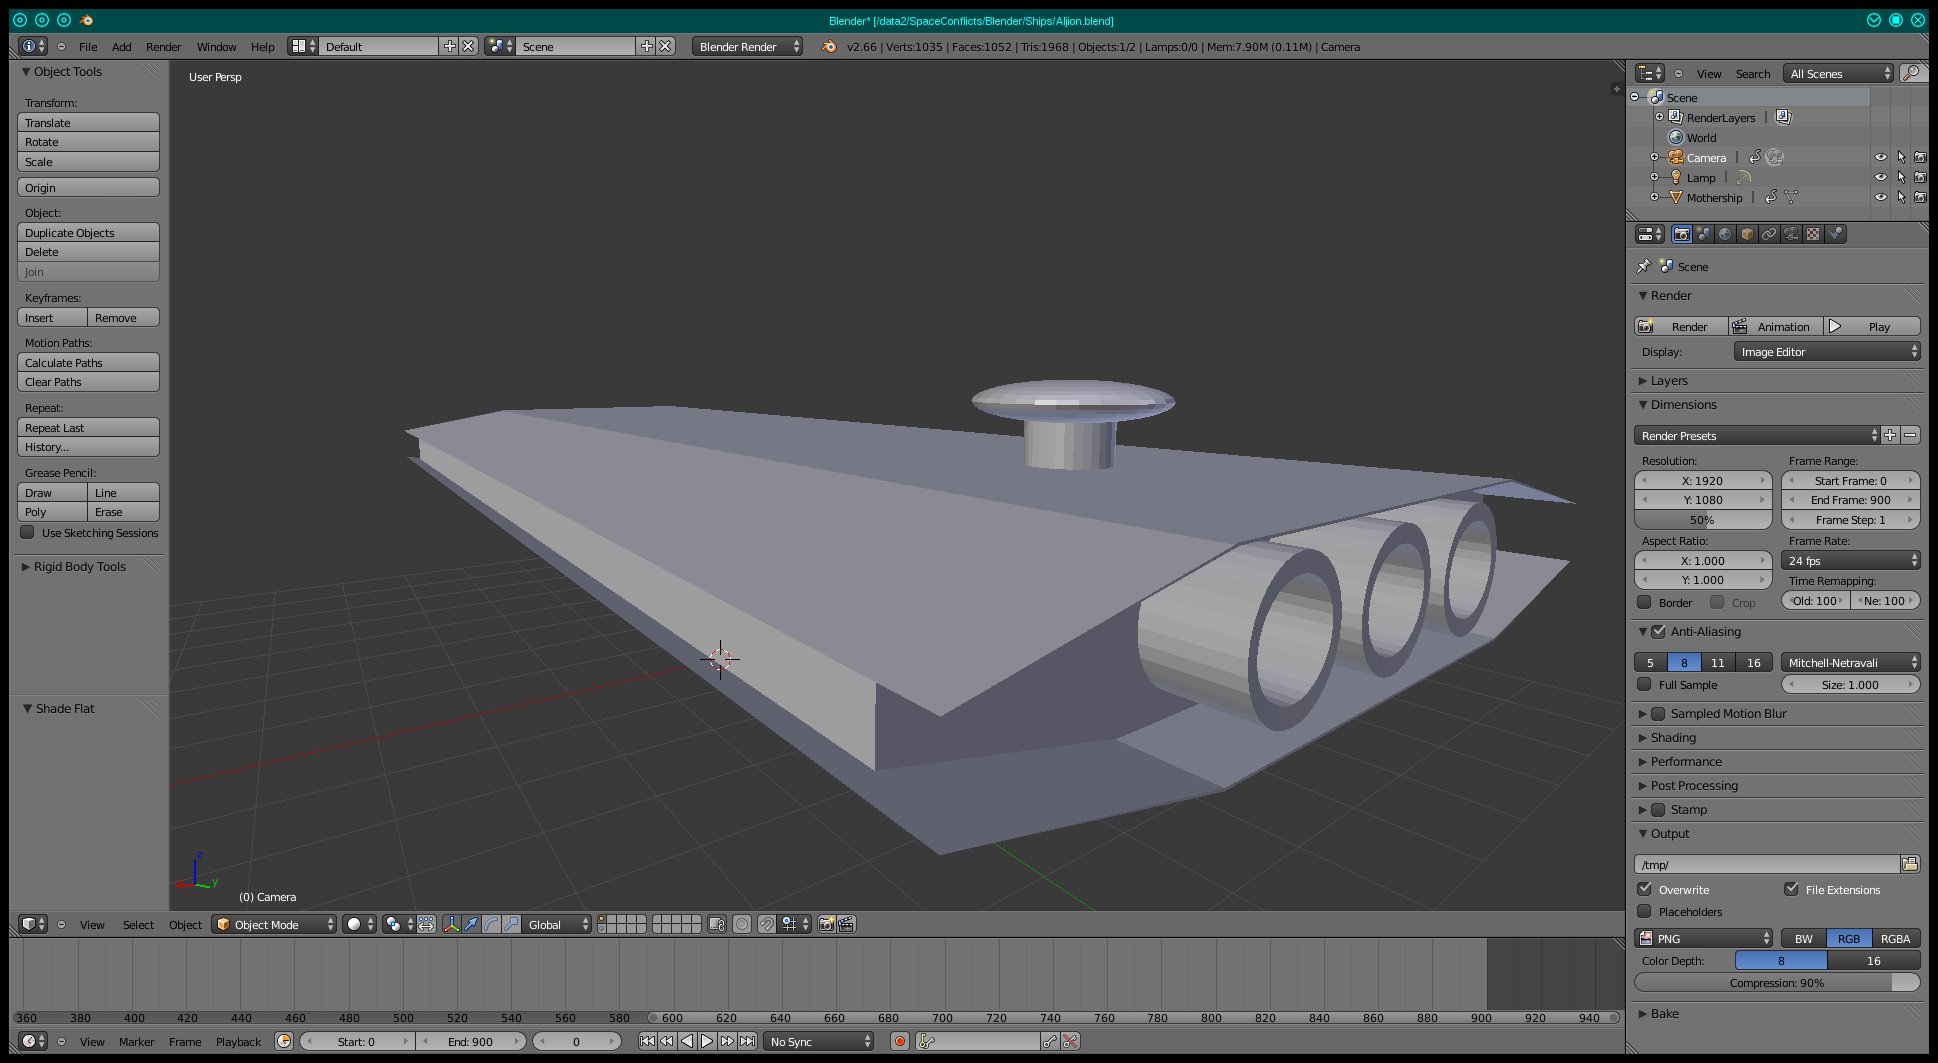 Blender* [/data2/SpaceConflicts/Blender/Ships/Aljion.blend]
File Add Render Window Help Default Scene Blender Render v2.66 | Verts:1035 | Faces:1052 | Tris:1968 | Objects:1/2 | Lamps:0/0 | Mem:7.90M (0.11M) | Camera
Object Tools
Transform:
Translate
Rotate
Scale
Origin
Object:
Duplicate Objects
Delete
Join
Keyframes:
Insert Remove
Motion Paths:
Calculate Paths
Clear Paths
Repeat:
Repeat Last
History...
Grease Pencil:
Draw Line
Poly Erase
Use Sketching Sessions
Rigid Body Tools
Shade Flat
User Persp
z
y
(0) Camera
View Select Object Object Mode Global
360 380 400 420 440 460 480 500 520 540 560 580 600 620 640 660 680 700 720 740 760 780 800 820 840 860 880 900 920 940
View Marker Frame Playback Start: 0 End: 900 0 No Sync
View Search All Scenes
Scene
RenderLayers
World
Camera
Lamp
Mothership
Scene
Render
Render Animation Play
Display: Image Editor
Layers
Dimensions
Render Presets
Resolution: Frame Range:
X: 1920 Start Frame: 0
Y: 1080 End Frame: 900
50% Frame Step: 1
Aspect Ratio: Frame Rate:
X: 1.000 24 fps
Y: 1.000 Time Remapping:
Border Crop Old: 100 Ne: 100
Anti-Aliasing
5 8 11 16 Mitchell-Netravali
Full Sample Size: 1.000
Sampled Motion Blur
Shading
Performance
Post Processing
Stamp
Output
/tmp/
Overwrite File Extensions
Placeholders
PNG BW RGB RGBA
Color Depth: 8 16
Compression: 90%
Bake